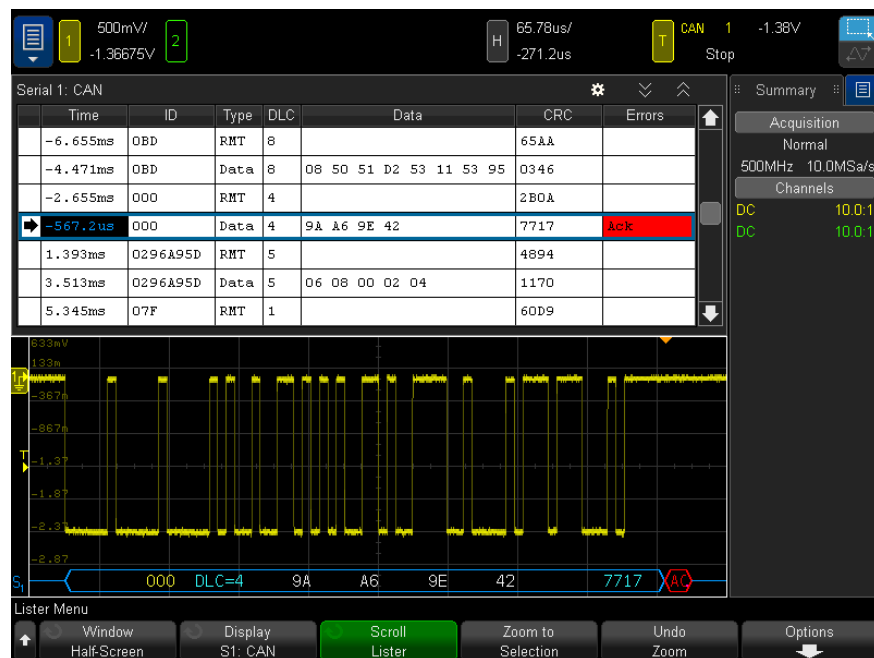 1 500mV/ 2 H 65.78us/ T CAN 1 -1.38V
-1.36675V -271.2us Stop
Serial 1: CAN
Time ID Type DLC Data CRC Errors
-6.655ms 0BD RMT 8 65AA
-4.471ms 0BD Data 8 08 50 51 D2 53 11 53 95 0346
-2.655ms 000 RMT 4 2B0A
-567.2us 000 Data 4 9A A6 9E 42 7717 Ack
1.393ms 0296A95D RMT 5 4894
3.513ms 0296A95D Data 5 06 08 00 02 04 1170
5.345ms 07F RMT 1 60D9
Summary
Acquisition
Normal
500MHz 10.0MSa/s
Channels
DC 10.0:1
DC 10.0:1
633mV
133m
1
-367m
-867m
T
-1.37
-1.87
-2.37
-2.87
S1 000 DLC=4 9A A6 9E 42 7717 AC
Lister Menu
Window Display Scroll Zoom to Undo Options
Half-Screen S1: CAN Lister Selection Zoom